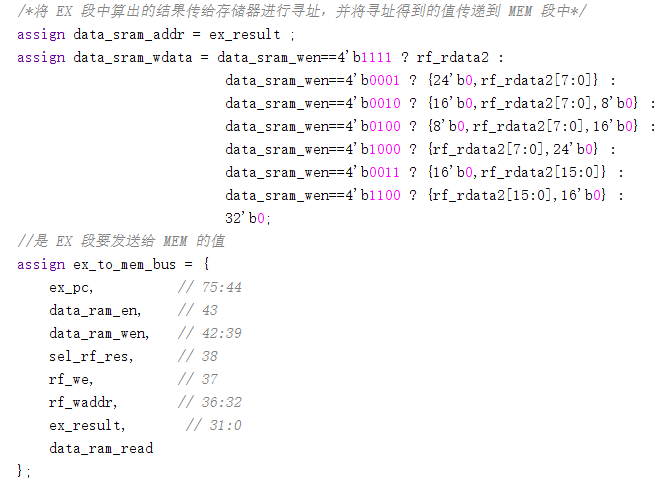 /*将 EX 段中算出的结果传给存储器进行寻址，并将寻址得到的值传递到 MEM 段中*/
assign data_sram_addr = ex_result ;
assign data_sram_wdata = data_sram_wen==4'b1111 ? rf_rdata2 :
data_sram_wen==4'b0001 ? {24'b0,rf_rdata2[7:0]} :
data_sram_wen==4'b0010 ? {16'b0,rf_rdata2[7:0],8'b0} :
data_sram_wen==4'b0100 ? {8'b0,rf_rdata2[7:0],16'b0} :
data_sram_wen==4'b1000 ? {rf_rdata2[7:0],24'b0} :
data_sram_wen==4'b0011 ? {16'b0,rf_rdata2[15:0]} :
data_sram_wen==4'b1100 ? {rf_rdata2[15:0],16'b0} :
32'b0;
//是 EX 段要发送给 MEM 的值
assign ex_to_mem_bus = {
ex_pc, // 75:44
data_ram_en, // 43
data_ram_wen, // 42:39
sel_rf_res, // 38
rf_we, // 37
rf_waddr, // 36:32
ex_result, // 31:0
data_ram_read
};